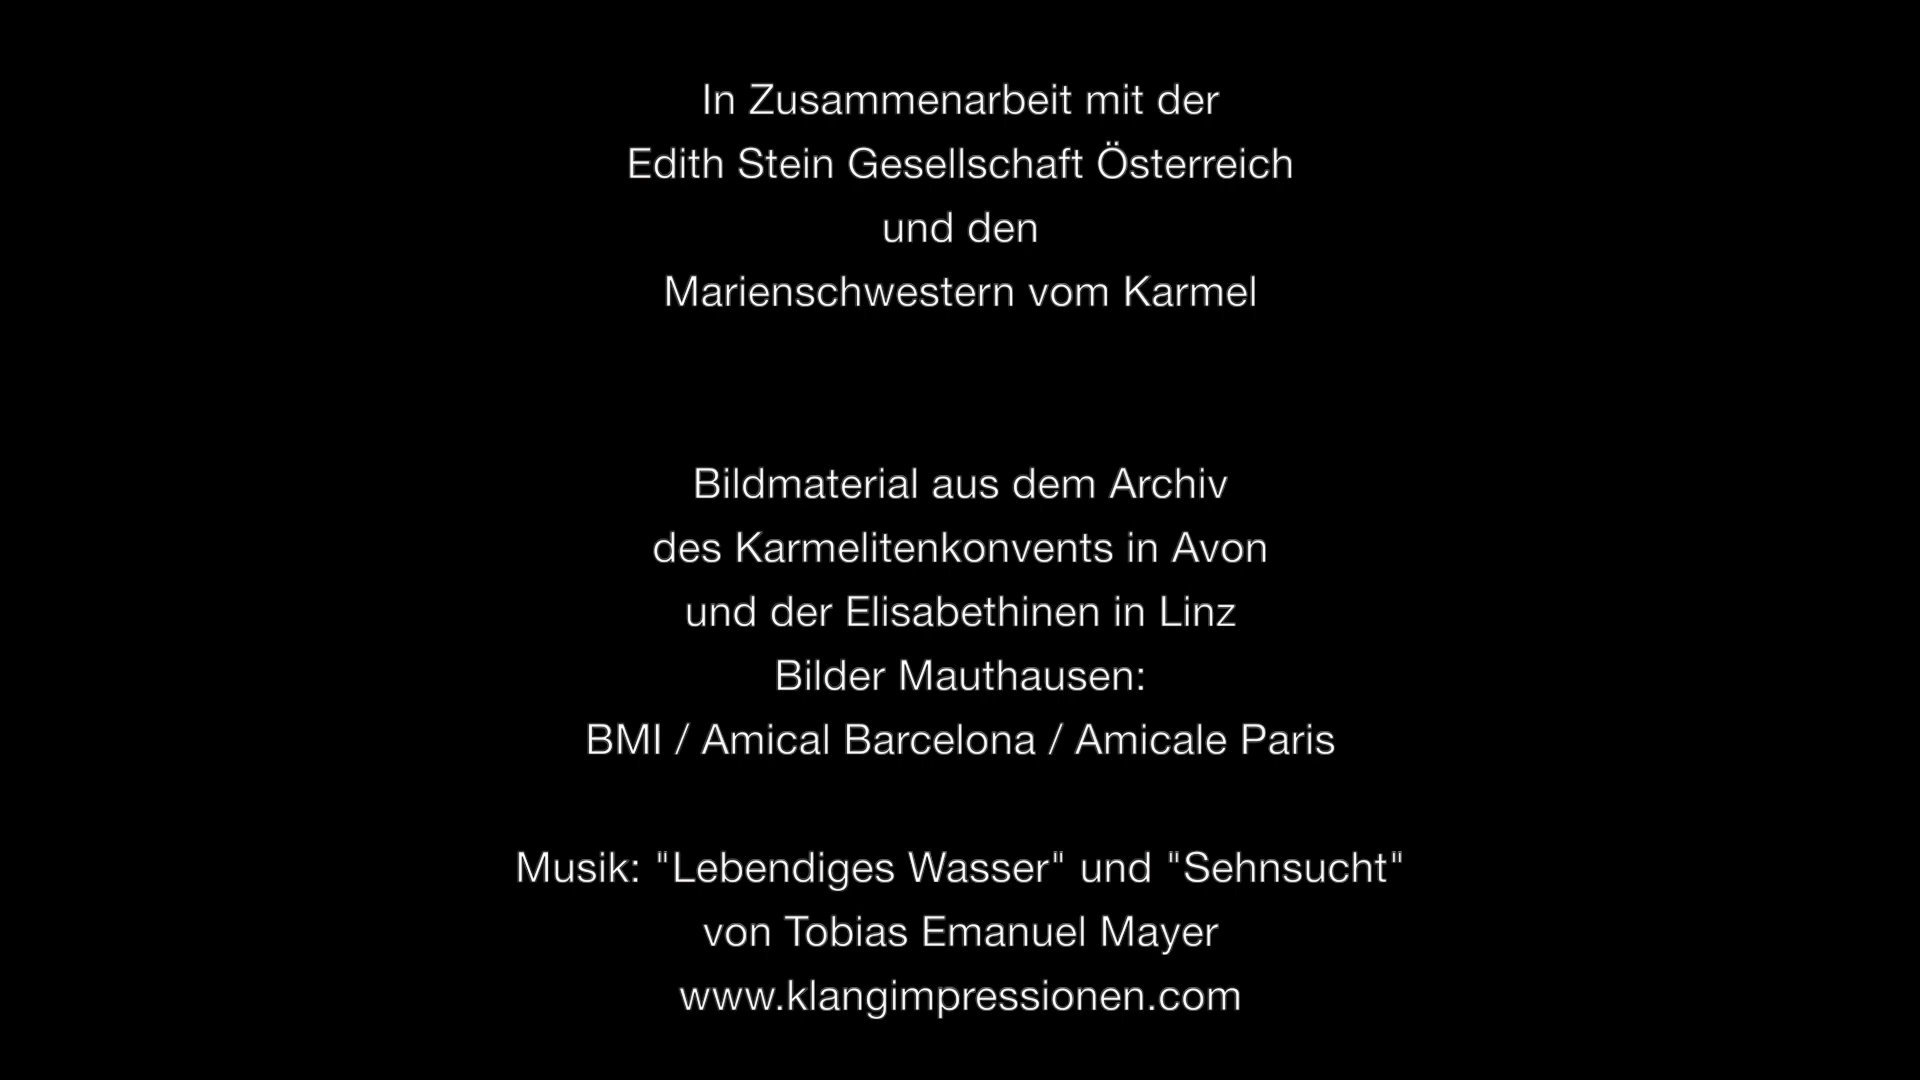 In Zusammenarbeit mit der
Edith Stein Gesellschaft Österreich
und den
Marienschwestern vom Karmel
Bildmaterial aus dem Archiv
des Karmelitenkonvents in Avon
und der Elisabethinen in Linz
Bilder Mauthausen:
BMI / Amical Barcelona / Amicale Paris
Musik: "Lebendiges Wasser" und "Sehnsucht"
von Tobias Emanuel Mayer
www.klangimpressionen.com